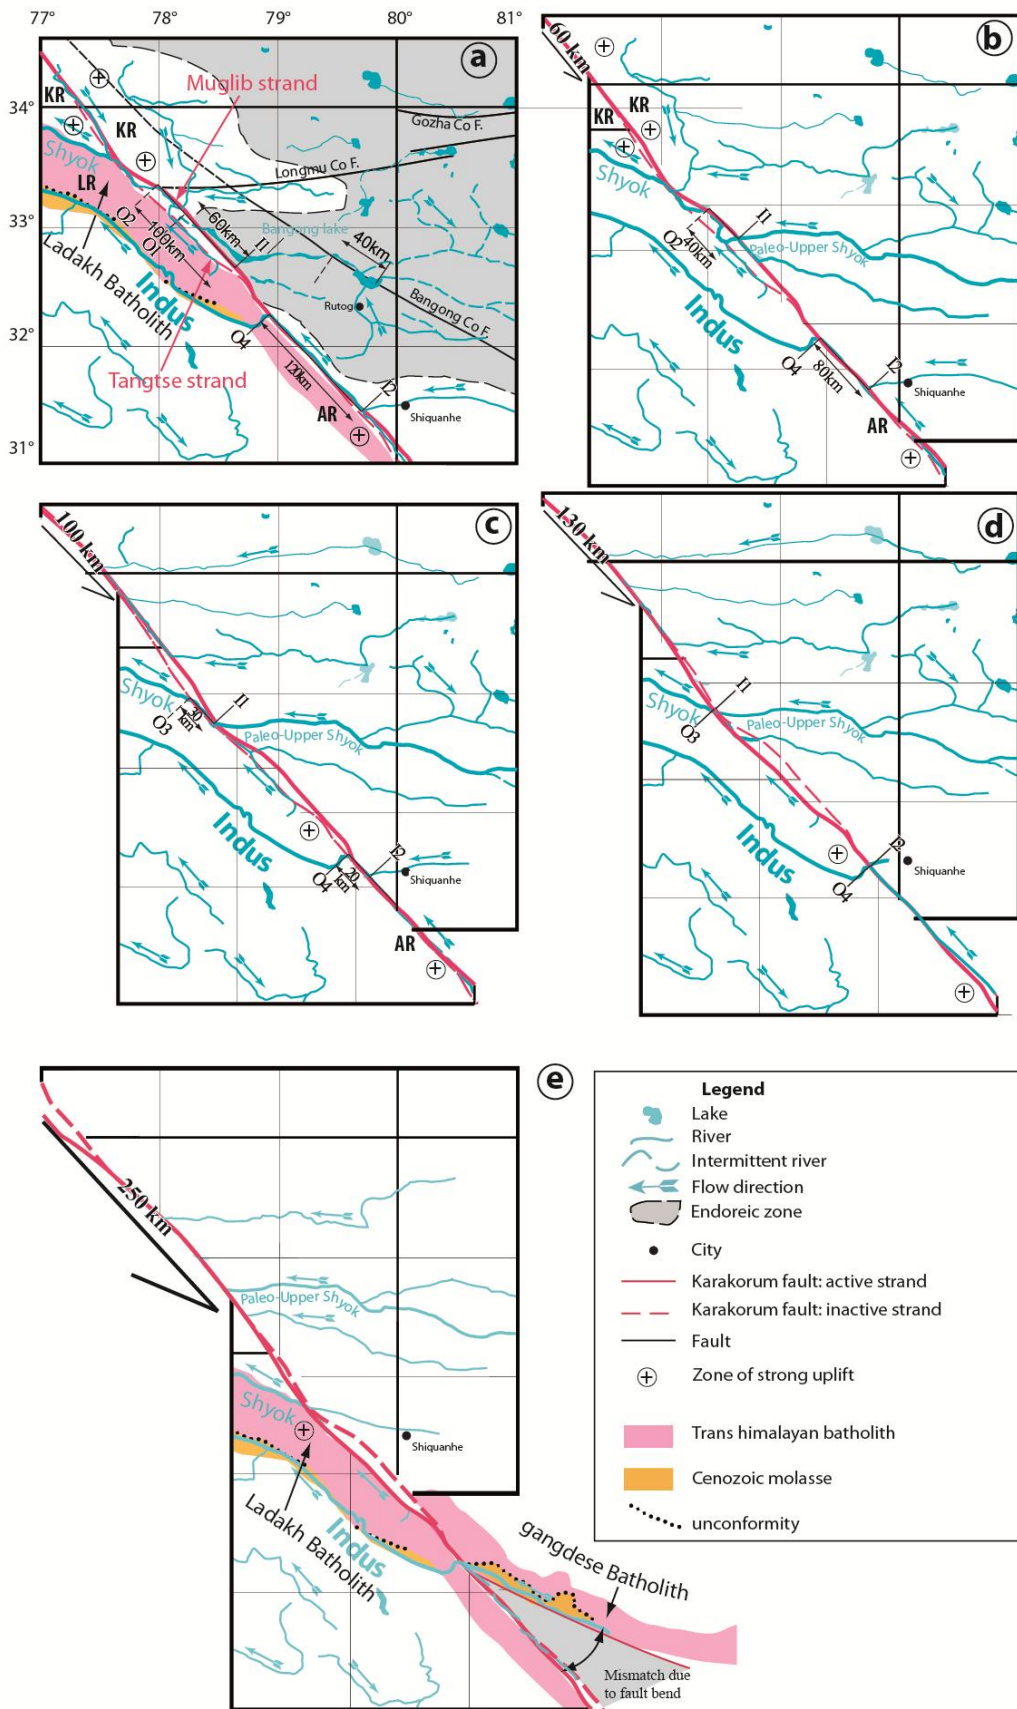 77° 78° 79° 80° 81°
34°
33°
32°
31°
a
Muglib strand
KR
KR
Shyok
LR
Gozha Co F.
Longmu Co F.
60km
I1
Bangong lake
40km
O2
100km
O1
Ladakh Batholith
Indus
Rutog
Bangong Co F.
O4
120km
Tangtse strand
I2
AR
Shiquanhe
b
60 km
KR
KR
Shyok
I1
O2
40km
Paleo-Upper Shyok
Indus
O4
80km
I2
Shiquanhe
AR
c
100 km
Shyok
30
km
I1
O3
Paleo-Upper Shyok
Indus
O4
20
km
I2
Shiquanhe
AR
d
130 km
Shyok
I1
O3
Paleo-Upper Shyok
Indus
I2
Shiquanhe
O4
e
250 km
Paleo-Upper Shyok
Shyok
Shiquanhe
Ladakh Batholith
Indus
gangdese Batholith
Mismatch due
to fault bend
Legend
Lake
River
Intermittent river
Flow direction
Endoreic zone
City
Karakorum fault: active strand
Karakorum fault: inactive strand
Fault
Zone of strong uplift
Trans himalayan batholith
Cenozoic molasse
unconformity